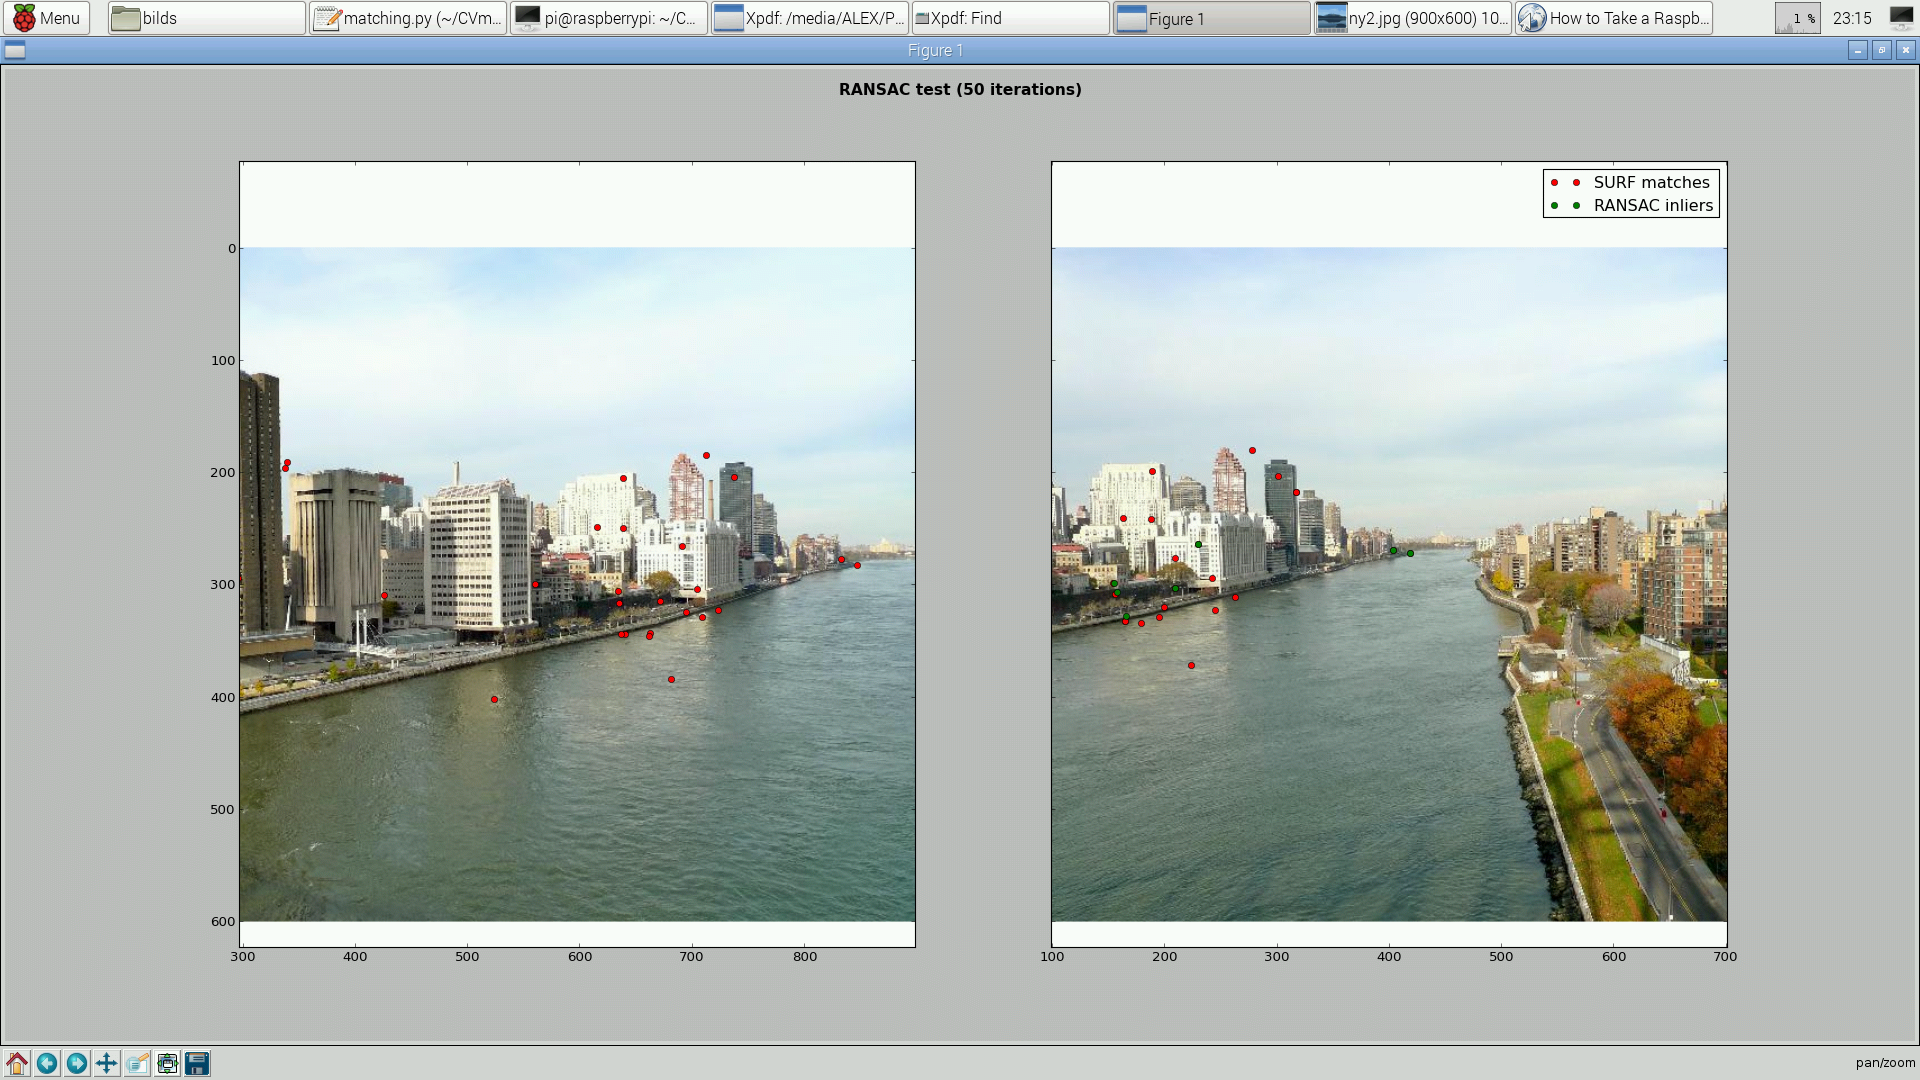 Menu
bilds
matching.py (~/CVm...
pi@raspberrypi: ~/C...
Xpdf: /media/ALEX/P...
Xpdf: Find
Figure 1
ny2.jpg (900x600) 10...
How to Take a Raspb...
1 %
23:15
Figure 1
RANSAC test (50 iterations)
SURF matches
RANSAC inliers
0
100
200
300
400
500
600
300 400 500 600 700 800
100 200 300 400 500 600 700
pan/zoom